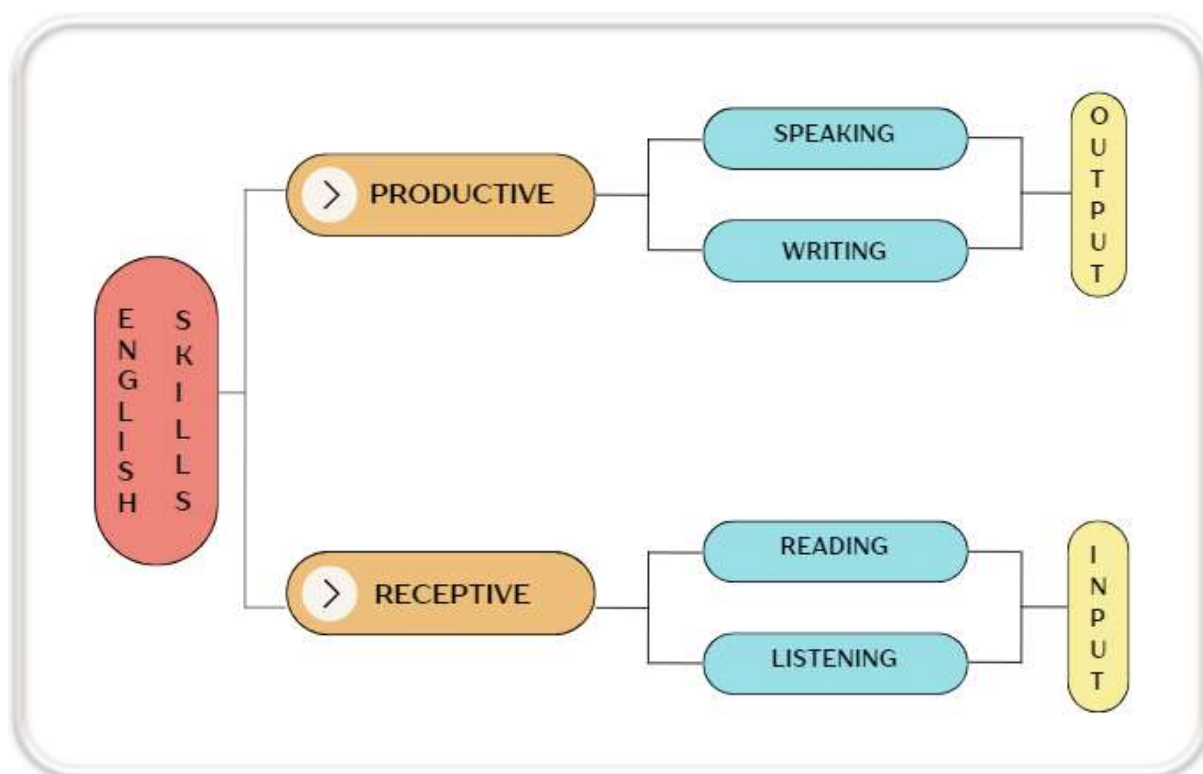 ENGLISH
SKILLS
PRODUCTIVE
SPEAKING
WRITING
OUTPUT
RECEPTIVE
READING
LISTENING
INPUT